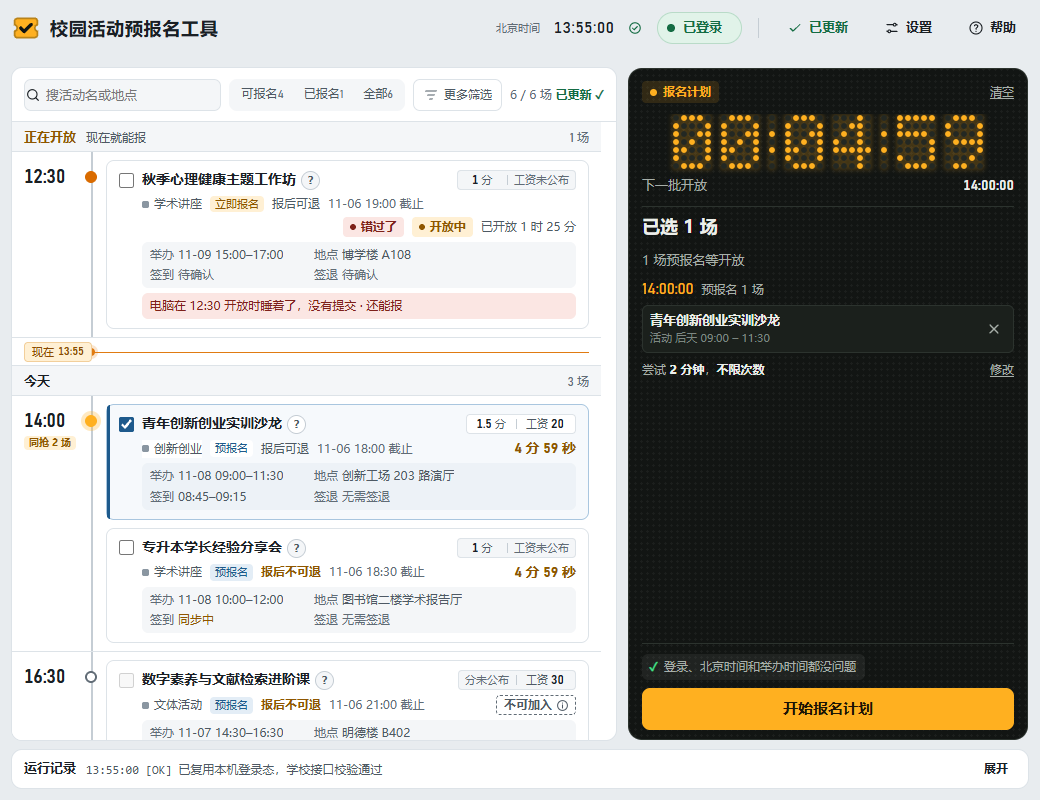 校园活动预报名工具
北京时间 13:55:00 已登录 已更新 设置 帮助
搜活动名或地点 可报名4 已报名1 全部6 更多筛选 6 / 6 场 已更新 ✓
正在开放 现在就能报 1 场
12:30 秋季心理健康主题工作坊 ? 1 分 工资未公布
学术讲座 立即报名 报后可退 11-06 19:00 截止
错过了 开放中 已开放 1 时 25 分
举办 11-09 15:00–17:00 地点 博学楼 A108
签到 待确认 签退 待确认
电脑在 12:30 开放时睡着了，没有提交 · 还能报
现在 13:55
今天 3 场
14:00 青年创新创业实训沙龙 ? 1.5 分 工资 20
同抢 2 场 创新创业 预报名 报后可退 11-06 18:00 截止 4 分 59 秒
举办 11-08 09:00–11:30 地点 创新工场 203 路演厅
签到 08:45–09:15 签退 无需签退
专升本学长经验分享会 ? 1 分 工资未公布
学术讲座 预报名 报后不可退 11-06 18:30 截止 4 分 59 秒
举办 11-08 10:00–12:00 地点 图书馆二楼学术报告厅
签到 同步中 签退 无需签退
16:30 数字素养与文献检索进阶课 ? 分未公布 工资 30
文体活动 预报名 报后不可退 11-06 21:00 截止 不可加入
举办 11-07 14:30–16:30 地点 明德楼 B402
报名计划 清空
00:04:59
下一批开放 14:00:00
已选 1 场
1 场预报名等开放
14:00:00 预报名 1 场
青年创新创业实训沙龙
活动 后天 09:00 – 11:30
尝试 2 分钟，不限次数 修改
✓ 登录、北京时间和举办时间都没问题
开始报名计划
运行记录 13:55:00 [OK] 已复用本机登录态，学校接口校验通过 展开